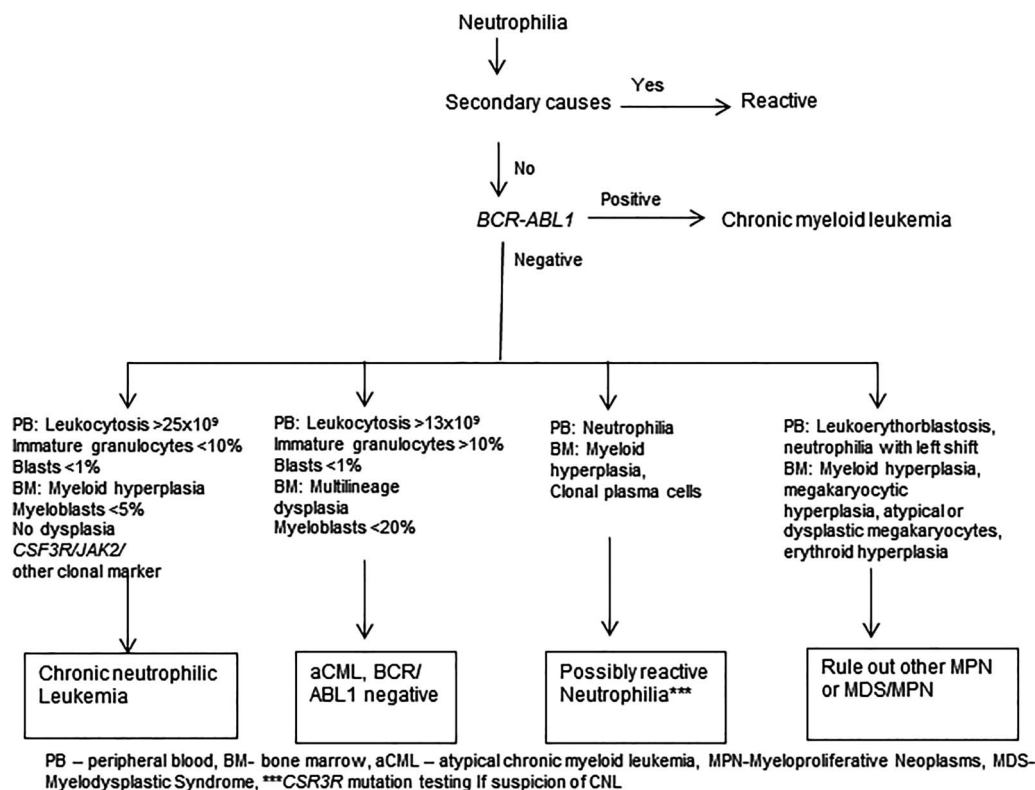 Neutrophilia
Secondary causes
Yes
Reactive
No
BCR-ABL1
Positive
Chronic myeloid leukemia
Negative
PB: Leukocytosis >25x10⁹
Immature granulocytes <10%
Blasts <1%
BM: Myeloid hyperplasia
Myeloblasts <5%
No dysplasia
CSF3R/JAK2/
other clonal marker
Chronic neutrophilic
Leukemia
PB: Leukocytosis >13x10⁹
Immature granulocytes >10%
Blasts <1%
BM: Multilineage
dysplasia
Myeloblasts <20%
aCML, BCR/
ABL1 negative
PB: Neutrophilia
BM: Myeloid
hyperplasia,
Clonal plasma cells
Possibly reactive
Neutrophilia***
PB: Leukoerythorblastosis,
neutrophilia with left shift
BM: Myeloid hyperplasia,
megakaryocytic
hyperplasia, atypical or
dysplastic megakaryocytes,
erythroid hyperplasia
Rule out other MPN
or MDS/MPN
PB – peripheral blood, BM- bone marrow, aCML – atypical chronic myeloid leukemia, MPN-Myeloproliferative Neoplasms, MDS-
Myelodysplastic Syndrome, ***CSR3R mutation testing If suspicion of CNL